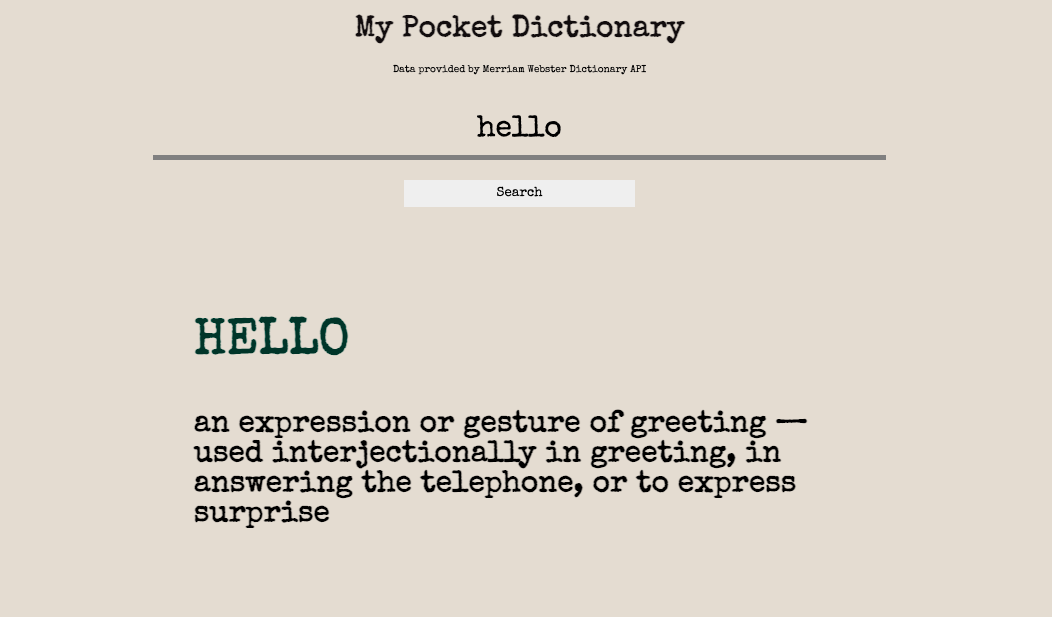 My Pocket Dictionary
Data provided by Merriam Webster Dictionary API
hello
Search
HELLO
an expression or gesture of greeting —
used interjectionally in greeting, in
answering the telephone, or to express
surprise